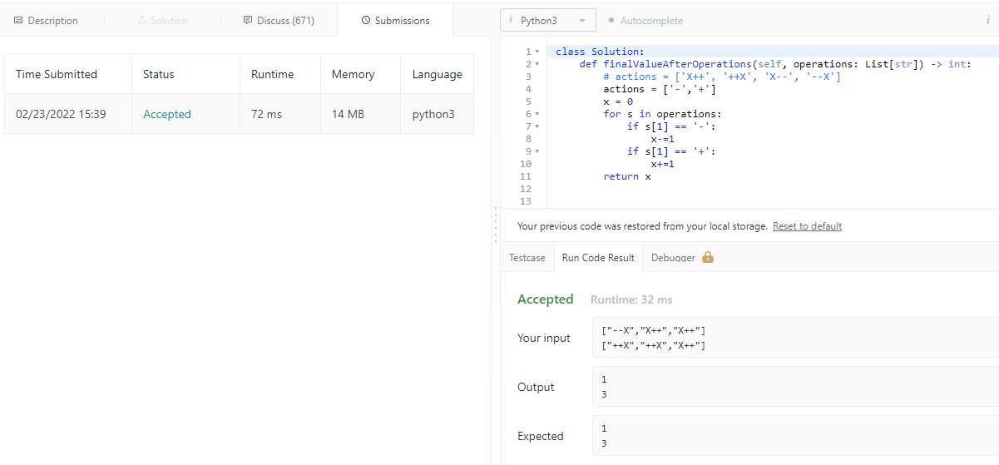 Description Solution Discuss (671) Submissions
Time Submitted Status Runtime Memory Language
02/23/2022 15:39 Accepted 72 ms 14 MB python3
i Python3 Autocomplete i
1 class Solution:
2 def finalValueAfterOperations(self, operations: List[str]) -> int:
3 # actions = ['X++', '++X', 'X--', '--X']
4 actions = ['-','+']
5 x = 0
6 for s in operations:
7 if s[1] == '-':
8 x-=1
9 if s[1] == '+':
10 x+=1
11 return x
12
13
Your previous code was restored from your local storage. Reset to default
Testcase Run Code Result Debugger
Accepted Runtime: 32 ms
Your input
["--X","X++","X++"]
["++X","++X","X++"]
Output
1
3
Expected
1
3